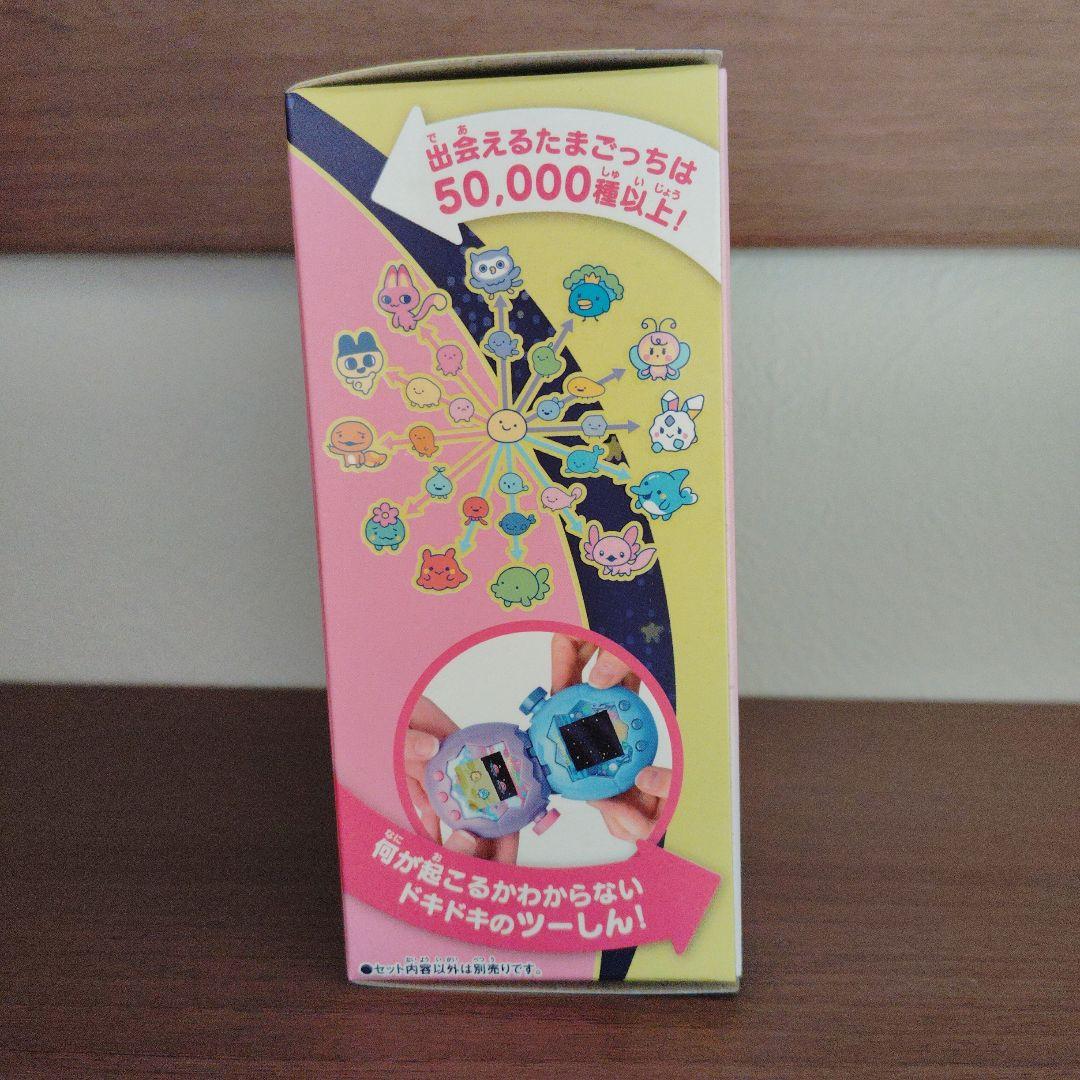 出会えるたまごっちは
50,000種以上!
何が起こるかわからない
ドキドキのツーしん!
●セット内容以外は別売りです。